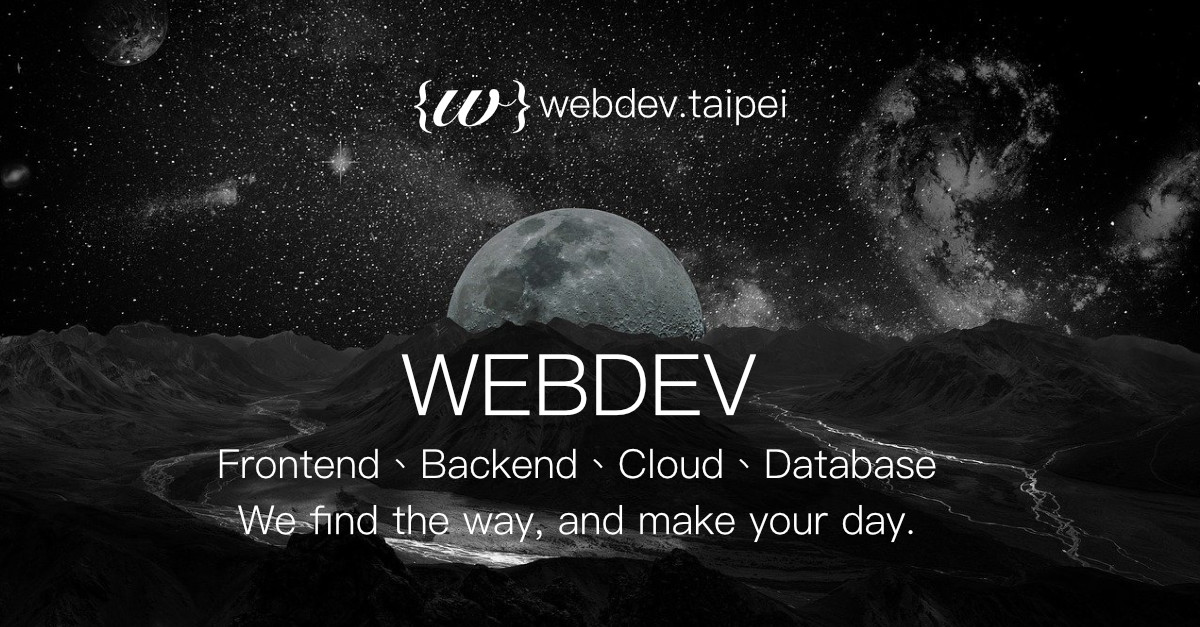 {w} webdev.taipei
WEBDEV
Frontend、Backend、Cloud、Database
We find the way, and make your day.